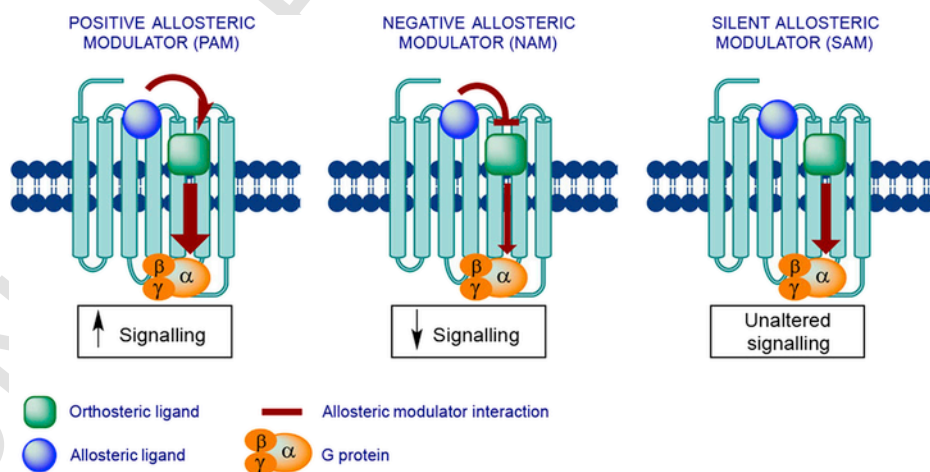 POSITIVE ALLOSTERIC
MODULATOR (PAM)
NEGATIVE ALLOSTERIC
MODULATOR (NAM)
SILENT ALLOSTERIC
MODULATOR (SAM)
β
γ
α
β
γ
α
β
γ
α
↑ Signalling
↓ Signalling
Unaltered
signalling
Orthosteric ligand
Allosteric modulator interaction
Allosteric ligand
β
γ
α
G protein